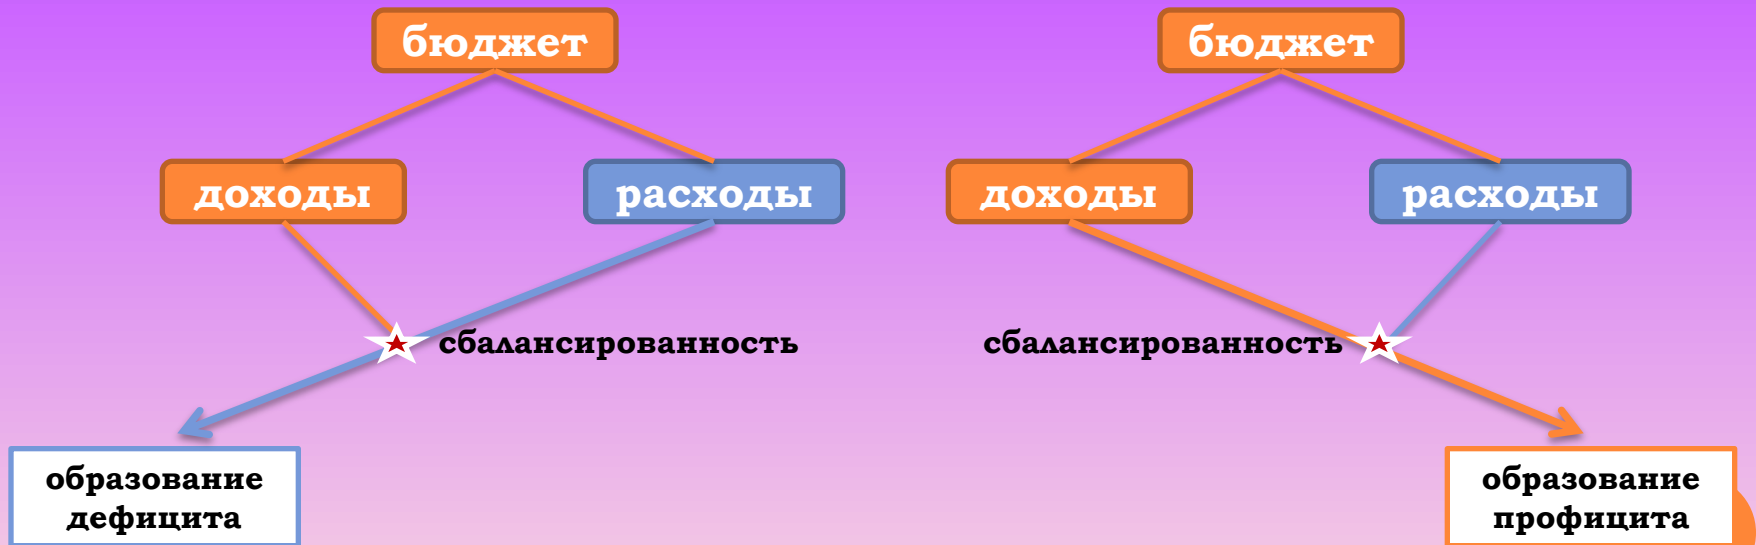 бюджет
доходы
расходы
сбалансированность
образование
дефицита
бюджет
доходы
расходы
сбалансированность
образование
профицита